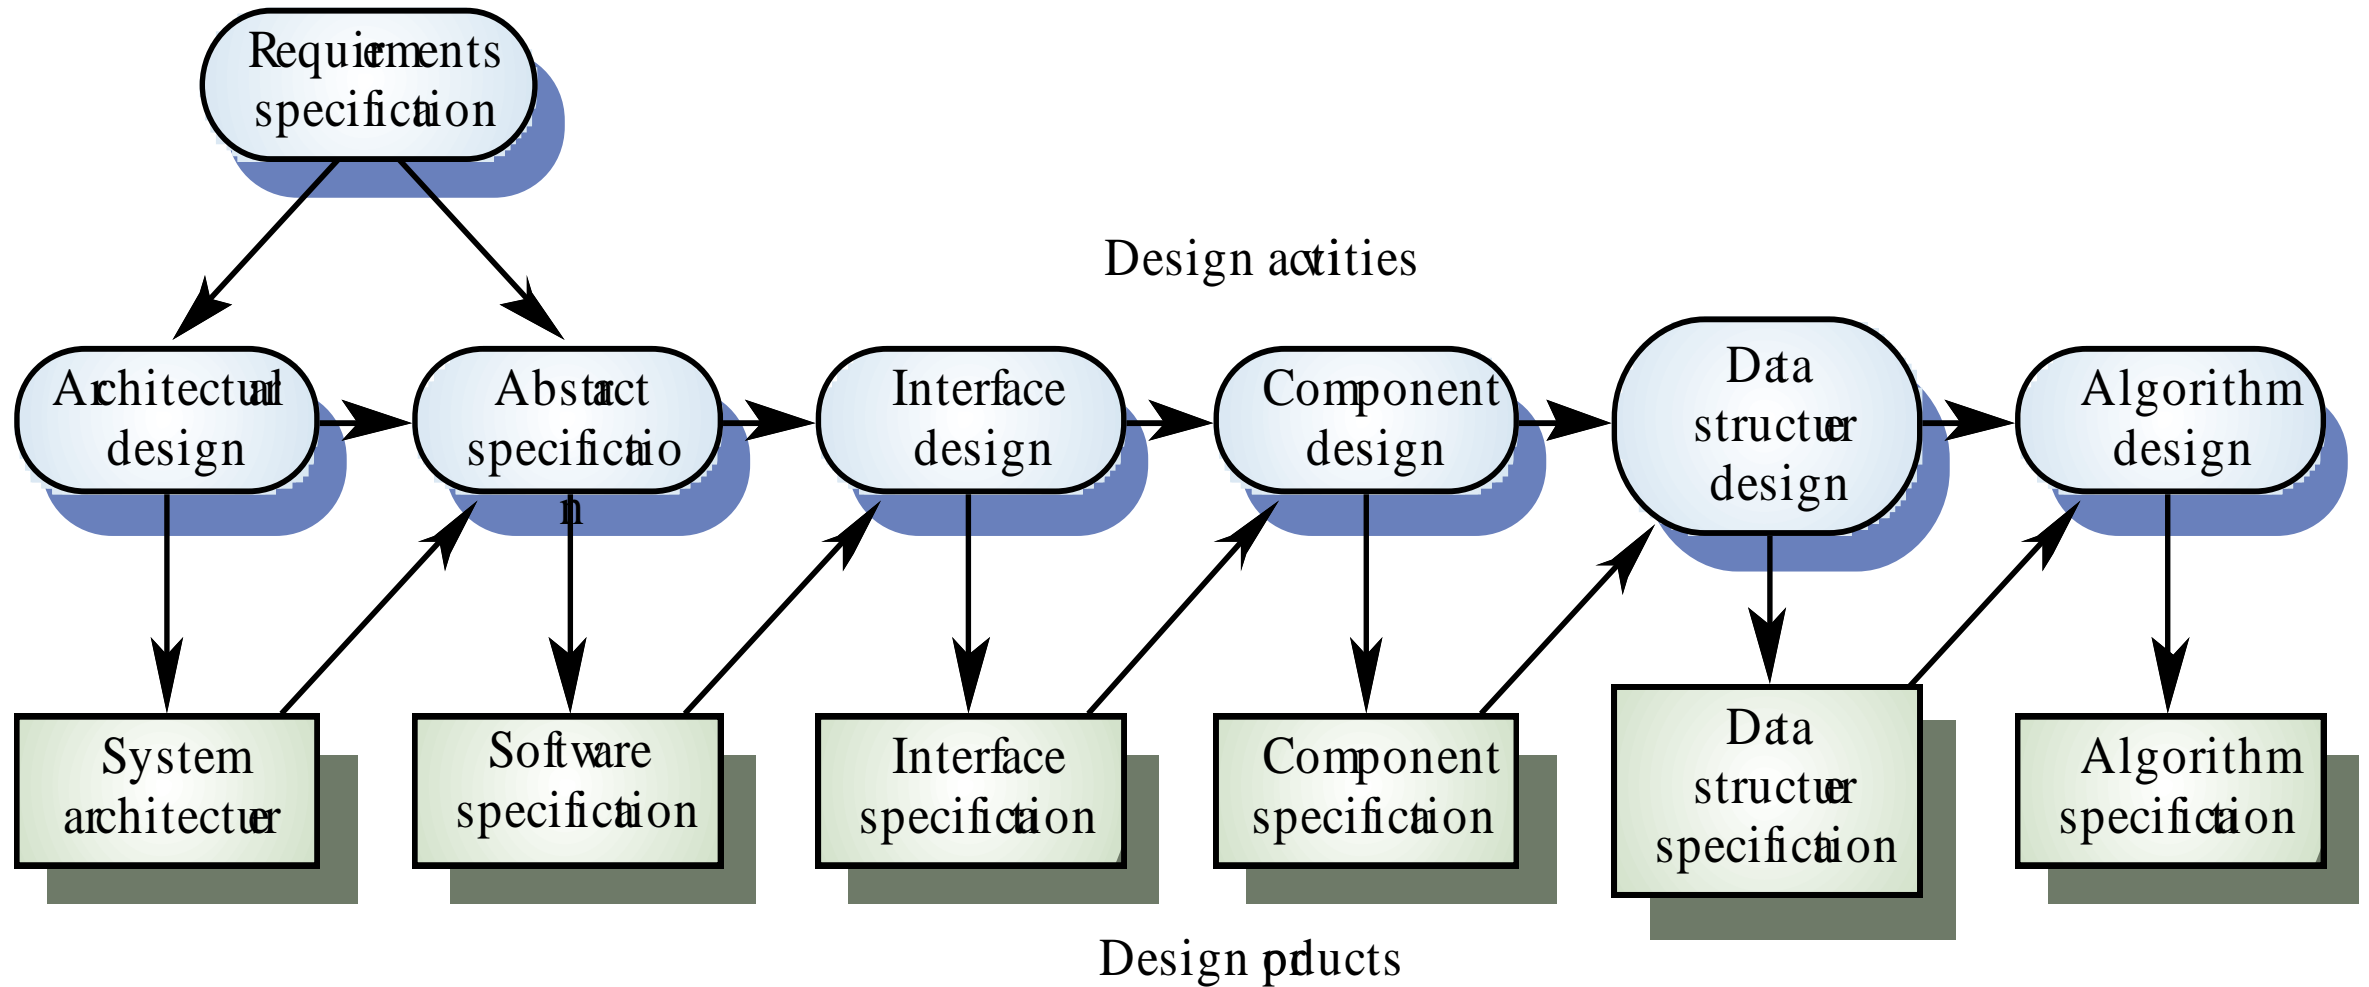 Requirements
specification
Design activities
Architectural
design
Abstract
specificatio
n
Interface
design
Component
design
Data
structure
design
Algorithm
design
System
architecture
Software
specification
Interface
specification
Component
specification
Data
structure
specification
Algorithm
specification
Design products